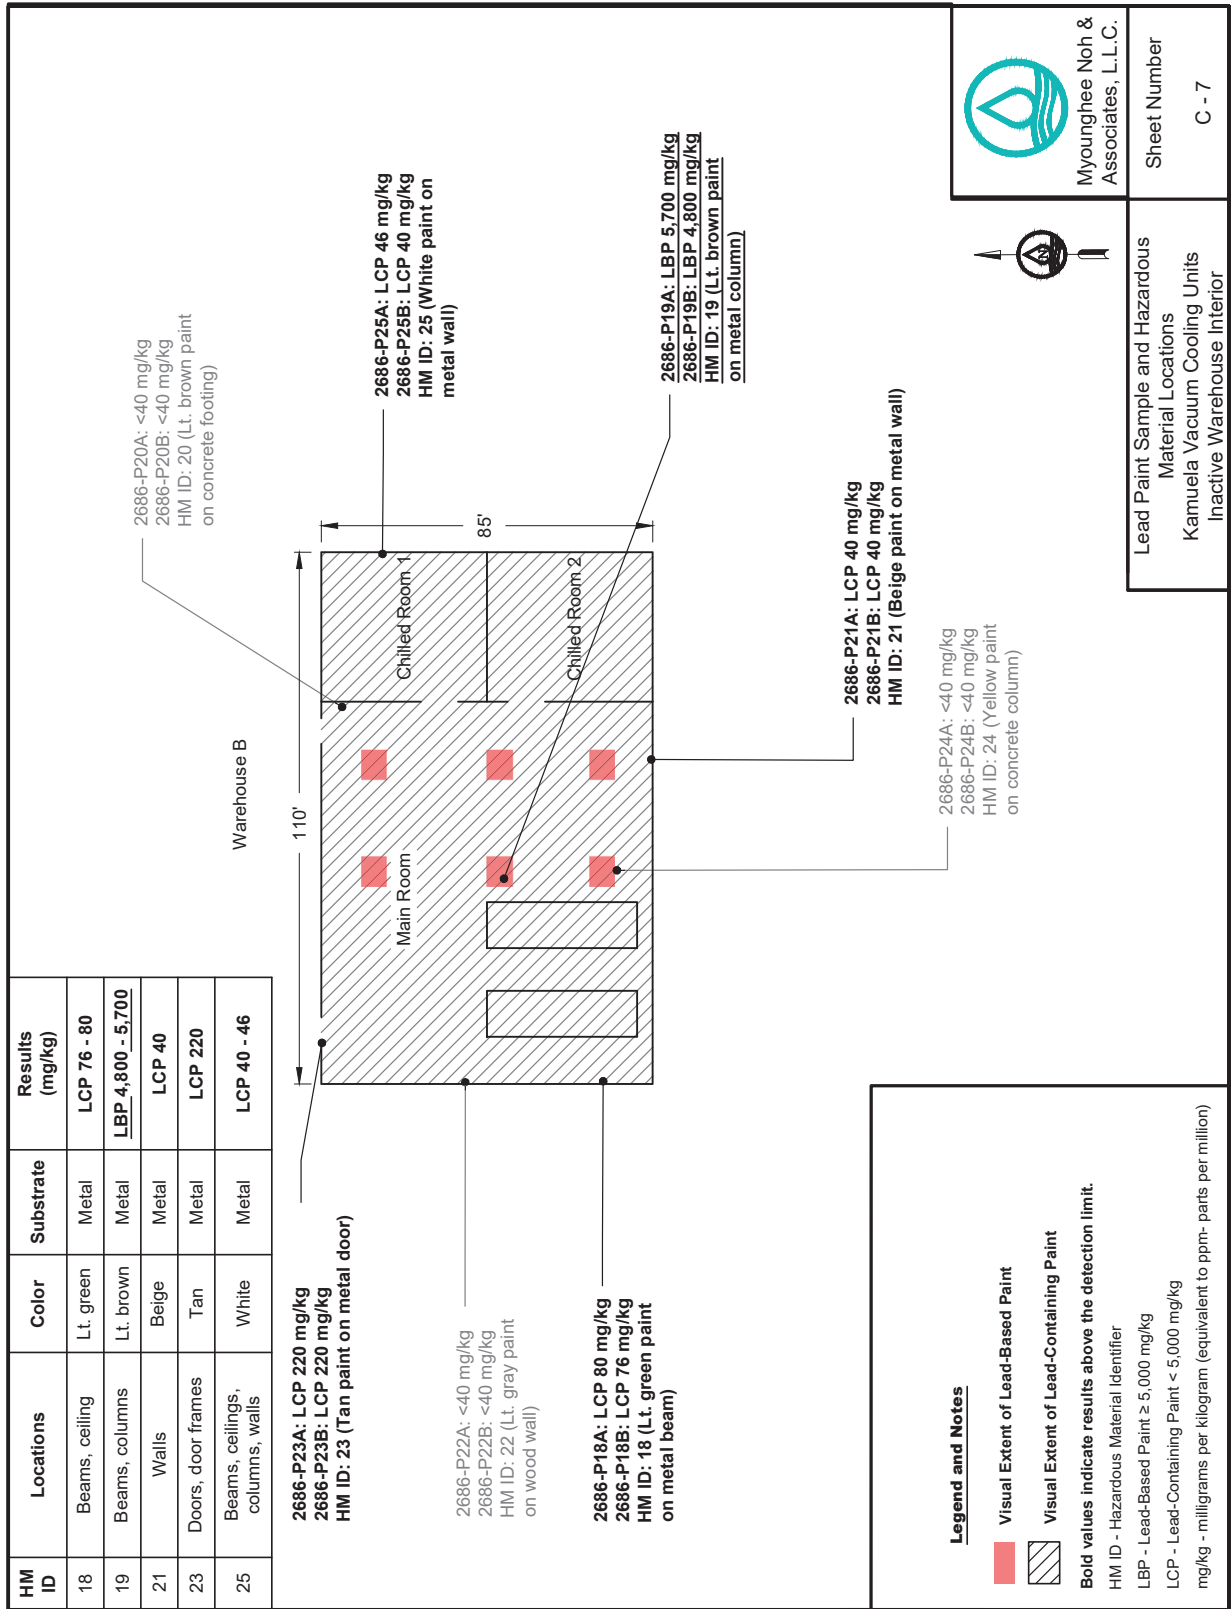 HM ID Locations Color Substrate Results (mg/kg)
18 Beams, ceiling Lt. green Metal LCP 76 - 80
19 Beams, columns Lt. brown Metal LBP 4,800 - 5,700
21 Walls Beige Metal LCP 40
23 Doors, door frames Tan Metal LCP 220
25 Beams, ceilings, columns, walls White Metal LCP 40 - 46
2686-P23A: LCP 220 mg/kg
2686-P23B: LCP 220 mg/kg
HM ID: 23 (Tan paint on metal door)
2686-P22A: <40 mg/kg
2686-P22B: <40 mg/kg
HM ID: 22 (Lt. gray paint
on wood wall)
2686-P18A: LCP 80 mg/kg
2686-P18B: LCP 76 mg/kg
HM ID: 18 (Lt. green paint
on metal beam)
Warehouse B
110'
85'
Main Room
Chilled Room 1
Chilled Room 2
2686-P20A: <40 mg/kg
2686-P20B: <40 mg/kg
HM ID: 20 (Lt. brown paint
on concrete footing)
2686-P25A: LCP 46 mg/kg
2686-P25B: LCP 40 mg/kg
HM ID: 25 (White paint on
metal wall)
2686-P19A: LBP 5,700 mg/kg
2686-P19B: LBP 4,800 mg/kg
HM ID: 19 (Lt. brown paint
on metal column)
2686-P21A: LCP 40 mg/kg
2686-P21B: LCP 40 mg/kg
HM ID: 21 (Beige paint on metal wall)
2686-P24A: <40 mg/kg
2686-P24B: <40 mg/kg
HM ID: 24 (Yellow paint
on concrete column)
Legend and Notes
Visual Extent of Lead-Based Paint
Visual Extent of Lead-Containing Paint
Bold values indicate results above the detection limit.
HM ID - Hazardous Material Identifier
LBP - Lead-Based Paint ≥ 5,000 mg/kg
LCP - Lead-Containing Paint < 5,000 mg/kg
mg/kg - milligrams per kilogram (equivalent to ppm- parts per million)
N
Myounghee Noh &
Associates, L.L.C.
Lead Paint Sample and Hazardous
Material Locations
Kamuela Vacuum Cooling Units
Inactive Warehouse Interior
Sheet Number
C - 7